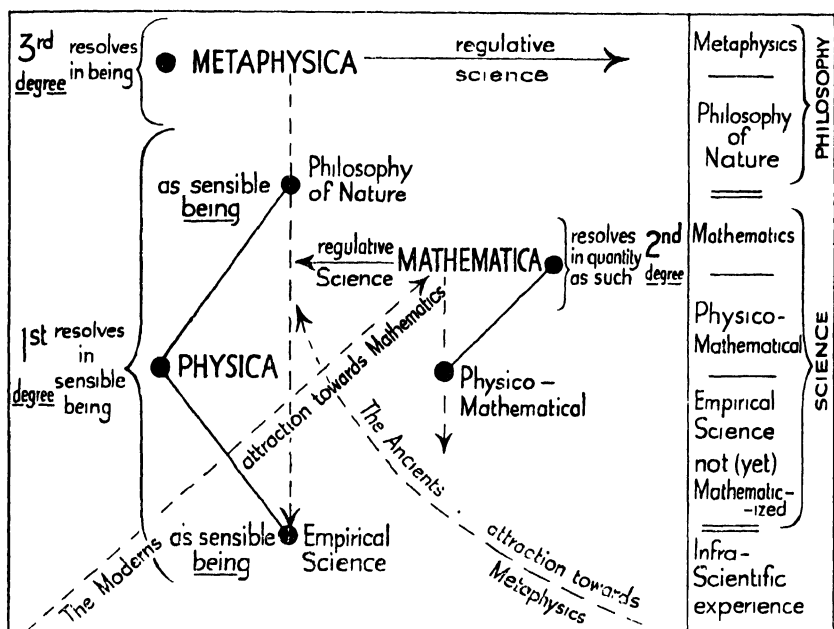 3rd degree resolves in being
METAPHYSICA
regulative
science
as sensible
being
Philosophy
of Nature
regulative
Science
MATHEMATICA
resolves
in quantity
as such
2nd
degree
1st degree
resolves
in
sensible
being
PHYSICA
Physico-
Mathematical
as sensible
being
Empirical
Science
The Moderns attraction towards Mathematics
The Ancients attraction towards
Metaphysics
Metaphysics
Philosophy
of
Nature
PHILOSOPHY
Mathematics
Physico-
Mathematical
Empirical
Science
not (yet)
Mathematic-
-ized
SCIENCE
Infra-
Scientific
experience